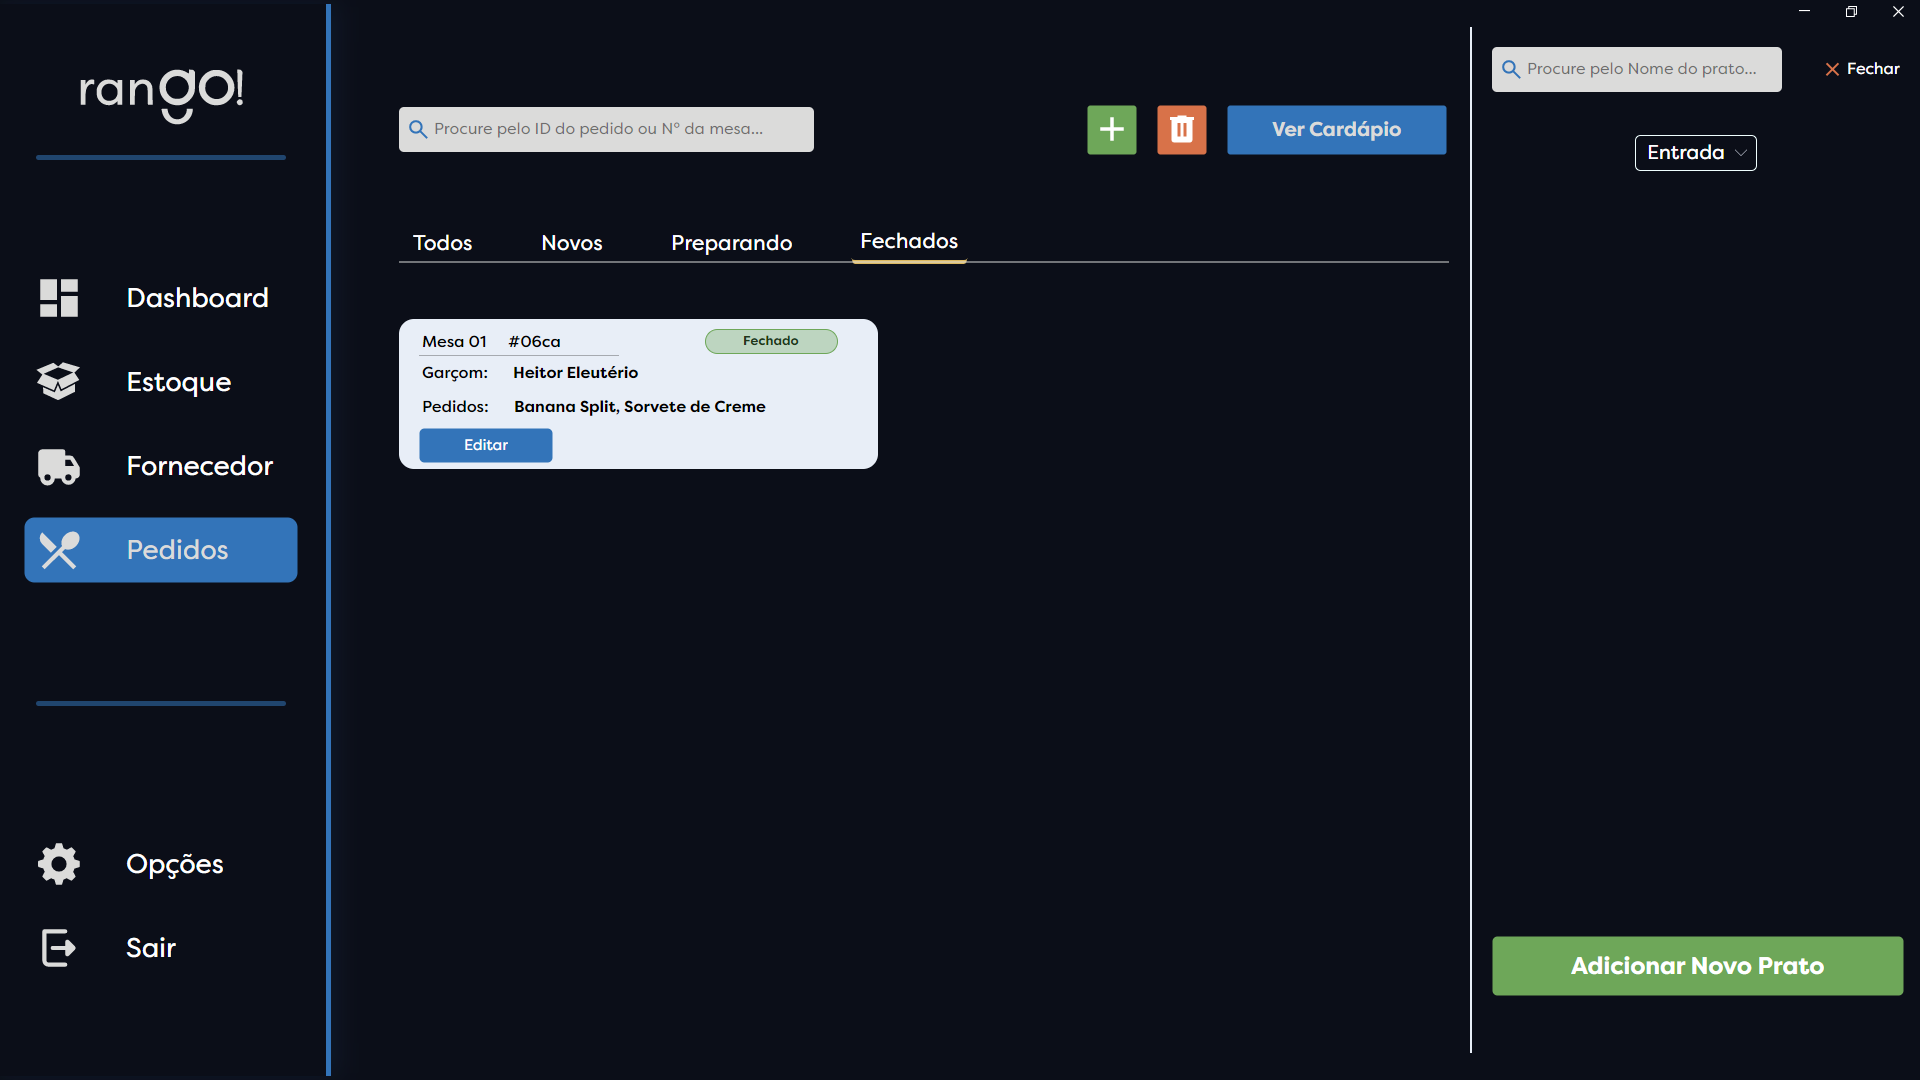 rango!
Dashboard
Estoque
Fornecedor
Pedidos
Opções
Sair
Procure pelo ID do pedido ou Nº da mesa...
Ver Cardápio
Todos Novos Preparando Fechados
Mesa 01 #06ca Fechado
Garçom: Heitor Eleutério
Pedidos: Banana Split, Sorvete de Creme
Editar
Procure pelo Nome do prato...
Fechar
Entrada
Adicionar Novo Prato